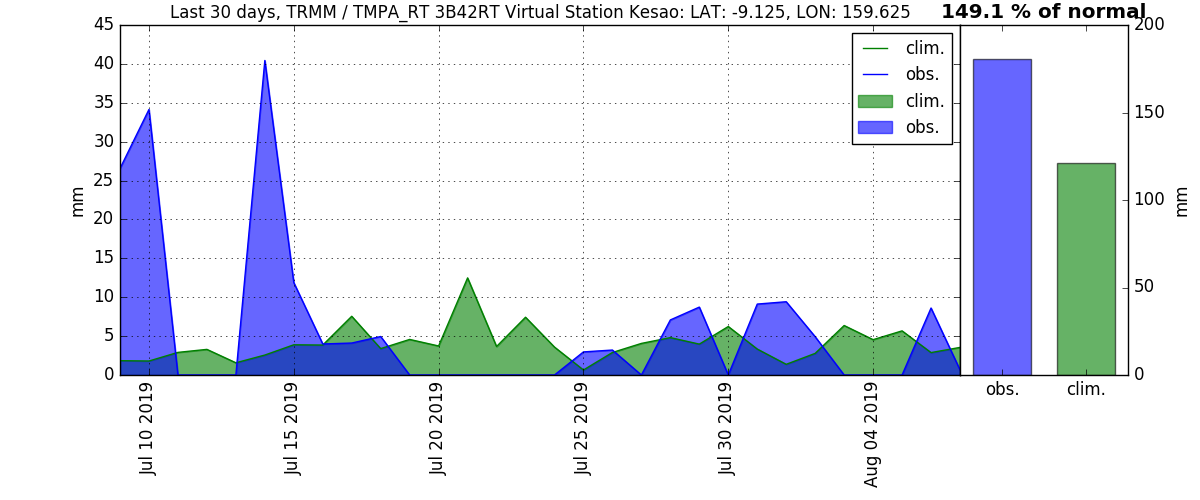 Last 30 days, TRMM / TMPA_RT 3B42RT Virtual Station Kesao: LAT: -9.125, LON: 159.625
149.1 % of normal
45
40
35
30
25
20
15
10
5
0
mm
clim.
obs.
clim.
obs.
Jul 10 2019
Jul 15 2019
Jul 20 2019
Jul 25 2019
Jul 30 2019
Aug 04 2019
200
150
100
50
0
mm
obs.
clim.